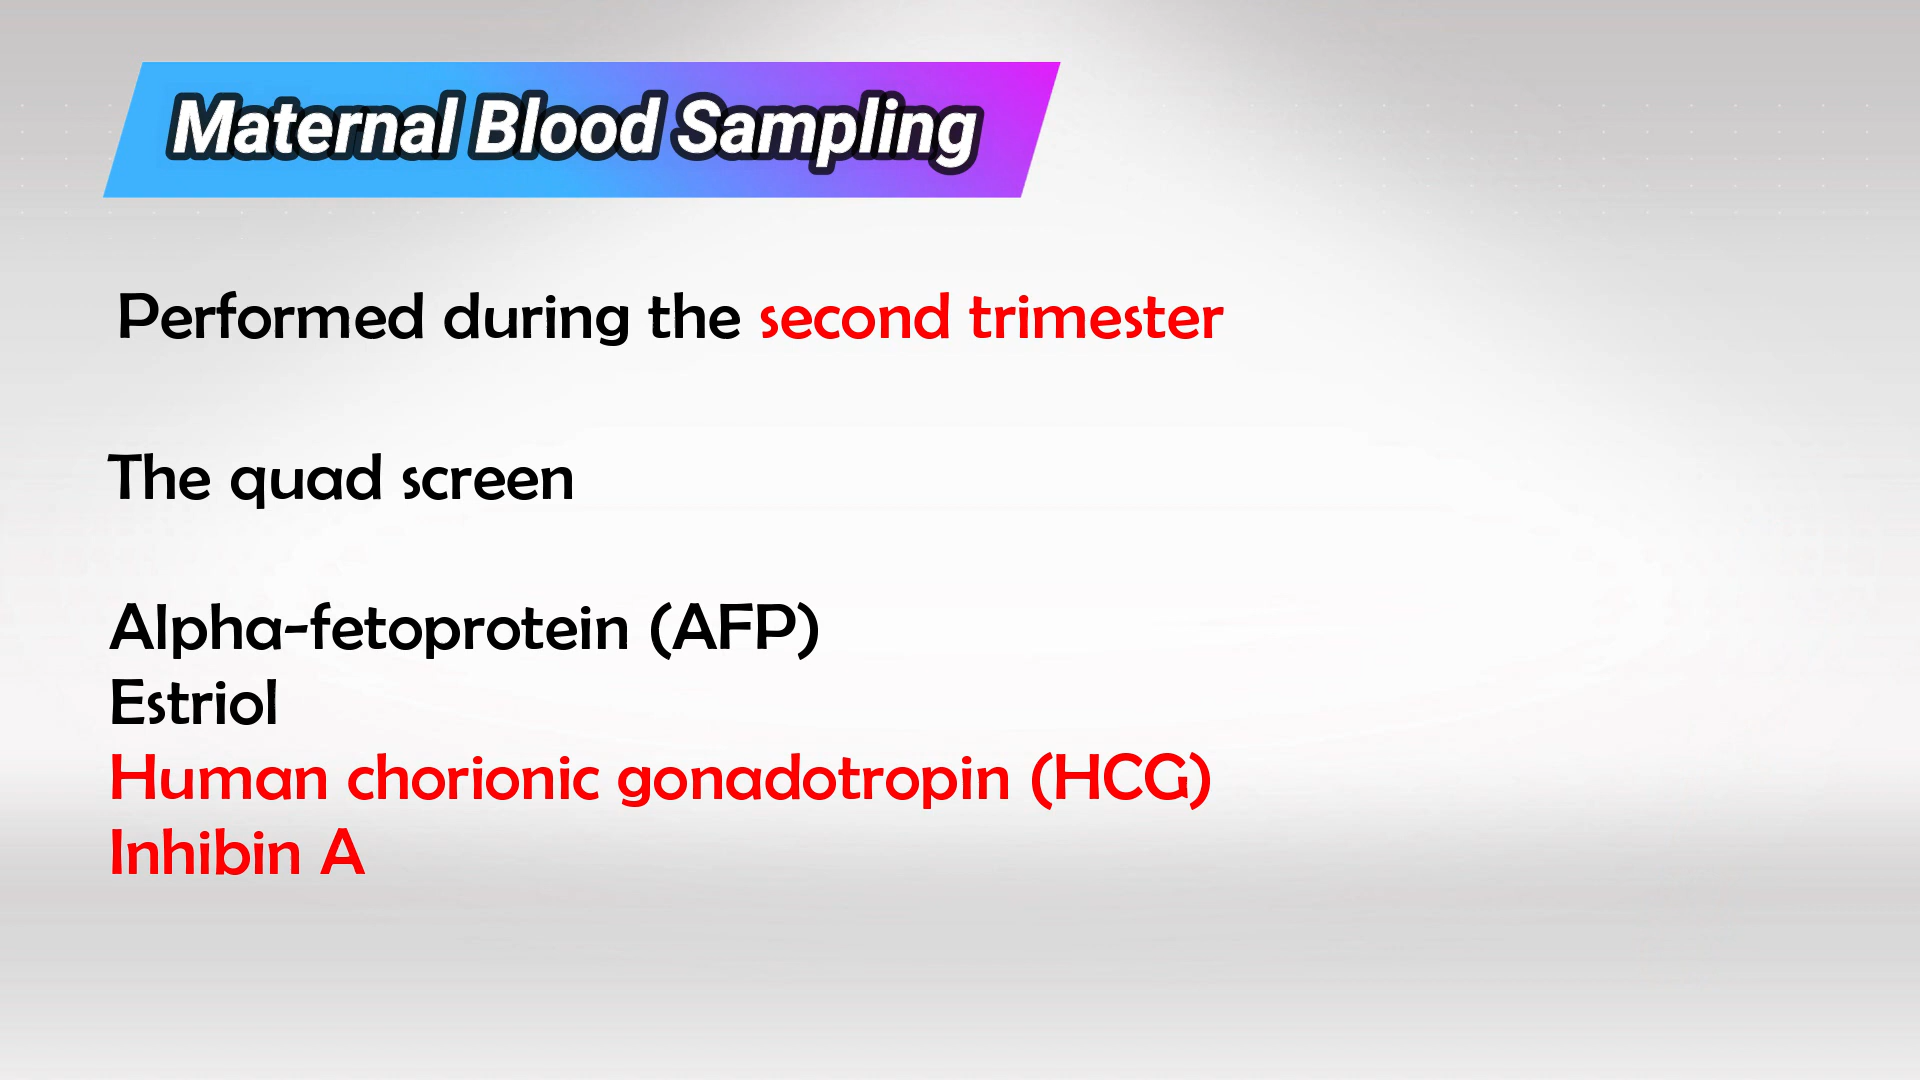 Maternal Blood Sampling
Performed during the second trimester
The quad screen
Alpha-fetoprotein (AFP)
Estriol
Human chorionic gonadotropin (HCG)
Inhibin A